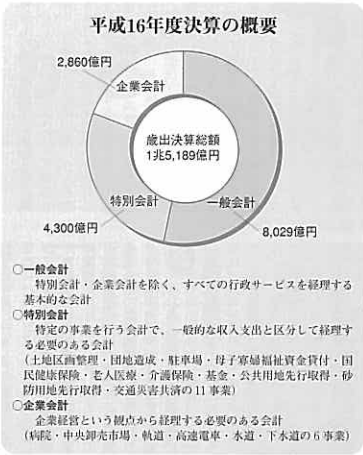 平成16年度決算の概要
2,860億円
企業会計
歳出決算総額
1兆5,189億円
特別会計
一般会計
4,300億円
8,029億円
○一般会計
特別会計・企業会計を除く、すべての行政サービスを経理する
基本的な会計
○特別会計
特定の事業を行う会計で、一般的な収入支出と区分して経理す
る必要のある会計
(土地区画整理・団地造成・駐車場・母子寡婦福祉資金貸付・国
民健康保険・老人医療・介護保険・基金・公共用地先行取得・砂
防用地先行取得・交通災害共済の11事業)
○企業会計
企業経営という観点から経理する必要のある会計
(病院・中央卸売市場・軌道・高速電車・水道・下水道の6事業)